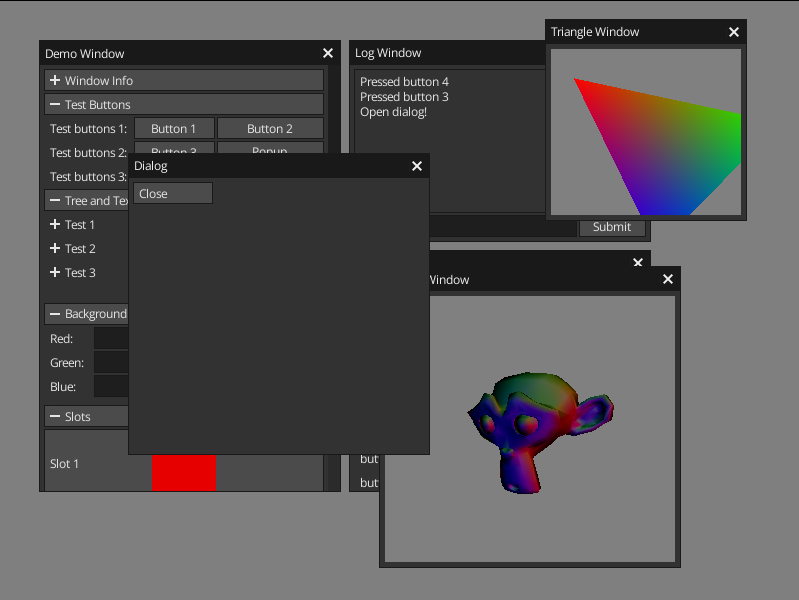 Demo Window
Window Info
Test Buttons
Test buttons 1: Button 1 Button 2
Test buttons 2: Button 3 Popup
Test buttons 3:
Tree and Tex
Test 1
Test 2
Test 3
Background
Red:
Green:
Blue:
Slots
Slot 1
Log Window
Pressed button 4
Pressed button 3
Open dialog!
Submit
Triangle Window
Dialog
Close
Window
but
but